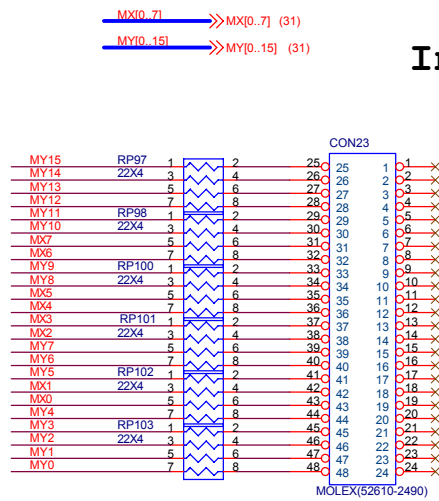 MX[0..7] MX[0..7] (31)
MY[0..15] MY[0..15] (31)
CON23
MY15 RP97 1 2 25 25 1 1
MY14 22X4 3 4 26 26 2 2
MY13 5 6 27 27 3 3
MY12 7 8 28 28 4 4
MY11 RP98 1 2 29 29 5 5
MY10 22X4 3 4 30 30 6 6
MX7 5 6 31 31 7 7
MX6 7 8 32 32 8 8
MY9 RP100 1 2 33 33 9 9
MY8 22X4 3 4 34 34 10 10
MX5 5 6 35 35 11 11
MX4 7 8 36 36 12 12
MX3 RP101 1 2 37 37 13 13
MX2 22X4 3 4 38 38 14 14
MY7 5 6 39 39 15 15
MY6 7 8 40 40 16 16
MY5 RP102 1 2 41 41 17 17
MX1 22X4 3 4 42 42 18 18
MX0 5 6 43 43 19 19
MY4 7 8 44 44 20 20
MY3 RP103 1 2 45 45 21 21
MY2 22X4 3 4 46 46 22 22
MY1 5 6 47 47 23 23
MY0 7 8 48 48 24 24
MOLEX(52610-2490)